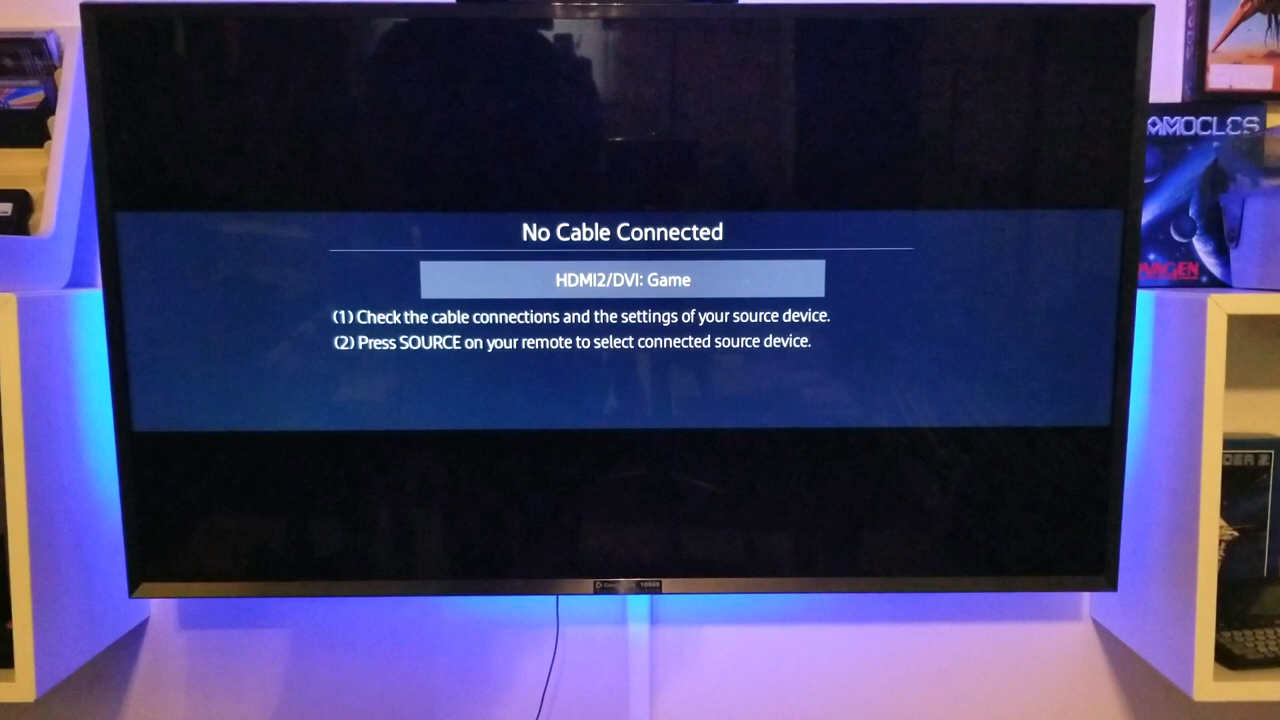 No Cable Connected
HDMI2/DVI: Game
(1) Check the cable connections and the settings of your source device.
(2) Press SOURCE on your remote to select connected source device.
AMOCLES